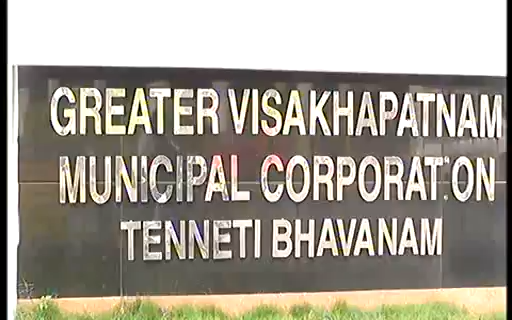 GREATER VISAKHAPATNAM
MUNICIPAL CORPORATION
TENNETI BHAVANAM